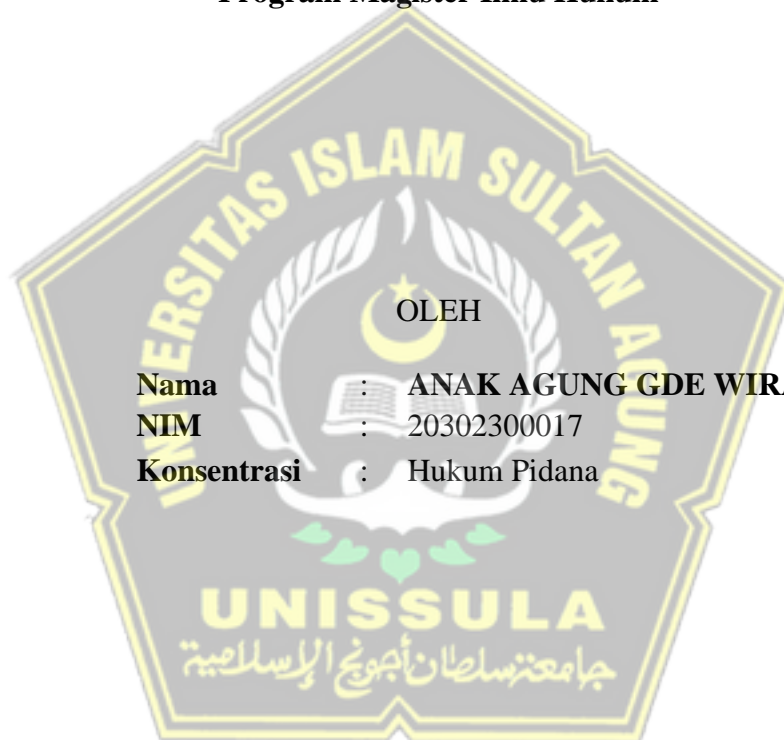 Program Magister Ilmu Hukum
UNIVERSITAS ISLAM SULTAN AGUNG
OLEH
Nama : ANAK AGUNG GDE WIRA
NIM : 20302300017
Konsentrasi : Hukum Pidana
UNISSULA
جامعة سلطان أجونج الإسلامية